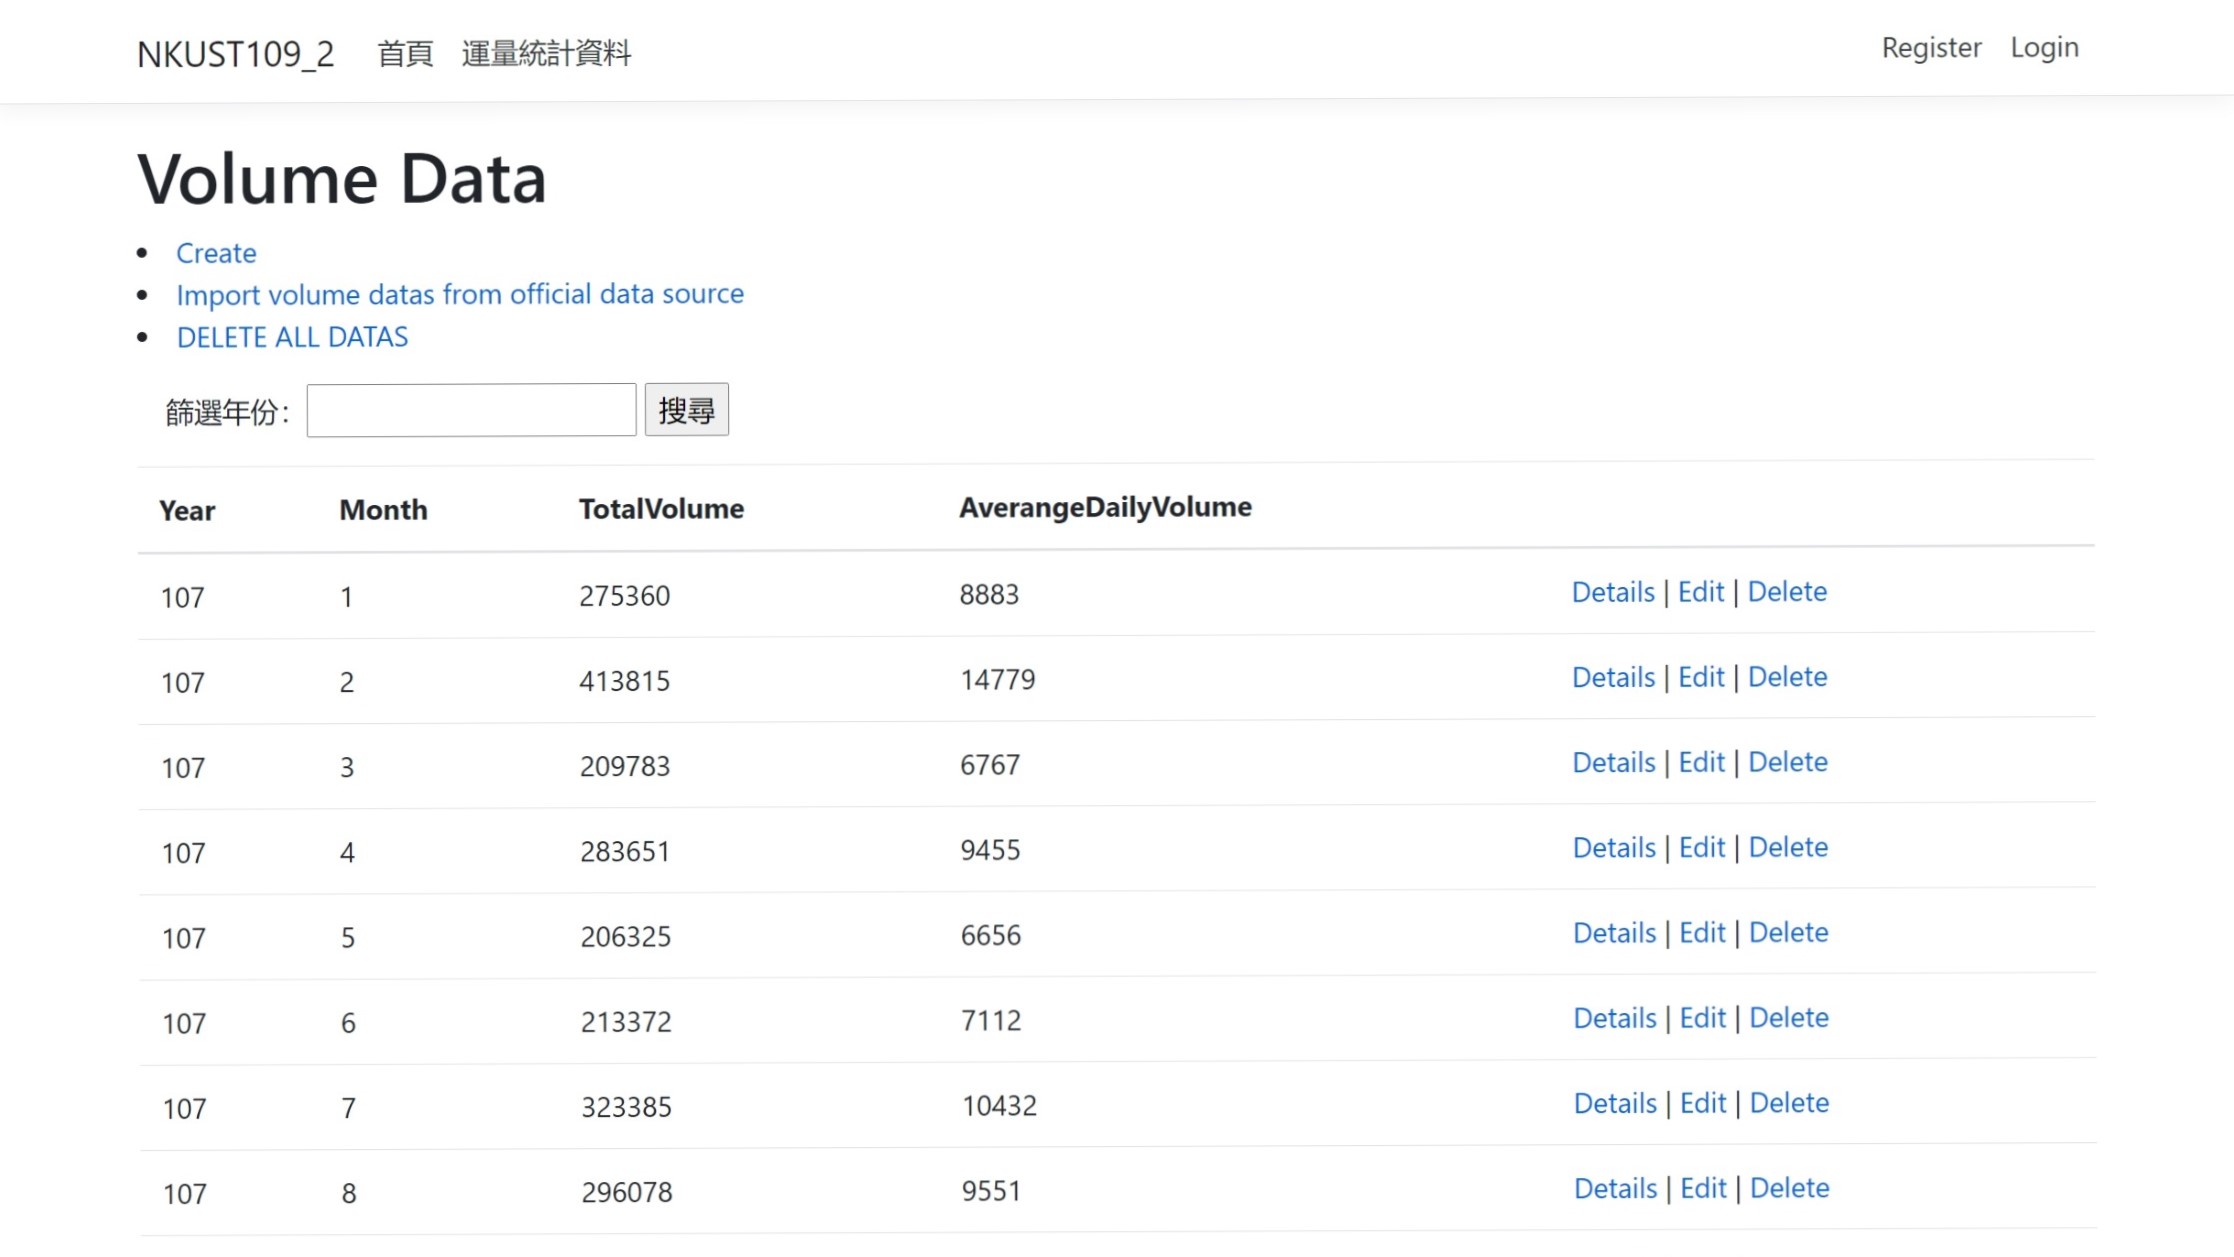 NKUST109_2 首頁 運量統計資料 Register Login
Volume Data
Create
Import volume datas from official data source
DELETE ALL DATAS
篩選年份: 搜尋
Year Month TotalVolume AverangeDailyVolume
107 1 275360 8883 Details | Edit | Delete
107 2 413815 14779 Details | Edit | Delete
107 3 209783 6767 Details | Edit | Delete
107 4 283651 9455 Details | Edit | Delete
107 5 206325 6656 Details | Edit | Delete
107 6 213372 7112 Details | Edit | Delete
107 7 323385 10432 Details | Edit | Delete
107 8 296078 9551 Details | Edit | Delete